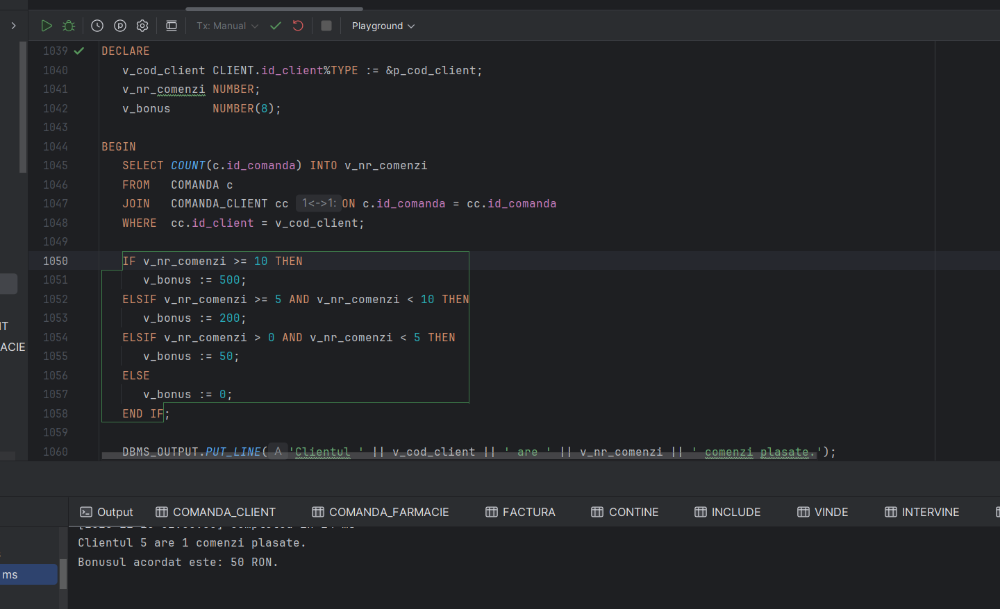 Tx: Manual Playground
1039 DECLARE
1040 v_cod_client CLIENT.id_client%TYPE := &p_cod_client;
1041 v_nr_comenzi NUMBER;
1042 v_bonus NUMBER(8);
1043
1044 BEGIN
1045 SELECT COUNT(c.id_comanda) INTO v_nr_comenzi
1046 FROM COMANDA c
1047 JOIN COMANDA_CLIENT cc 1<->1: ON c.id_comanda = cc.id_comanda
1048 WHERE cc.id_client = v_cod_client;
1049
1050 IF v_nr_comenzi >= 10 THEN
1051 v_bonus := 500;
1052 ELSIF v_nr_comenzi >= 5 AND v_nr_comenzi < 10 THEN
1053 v_bonus := 200;
1054 ELSIF v_nr_comenzi > 0 AND v_nr_comenzi < 5 THEN
1055 v_bonus := 50;
1056 ELSE
1057 v_bonus := 0;
1058 END IF;
1059
1060 DBMS_OUTPUT.PUT_LINE( A 'Clientul ' || v_cod_client || ' are ' || v_nr_comenzi || ' comenzi plasate.');
ACIE
Output COMANDA_CLIENT COMANDA_FARMACIE FACTURA CONTINE INCLUDE VINDE INTERVINE
Clientul 5 are 1 comenzi plasate.
Bonusul acordat este: 50 RON.
ms